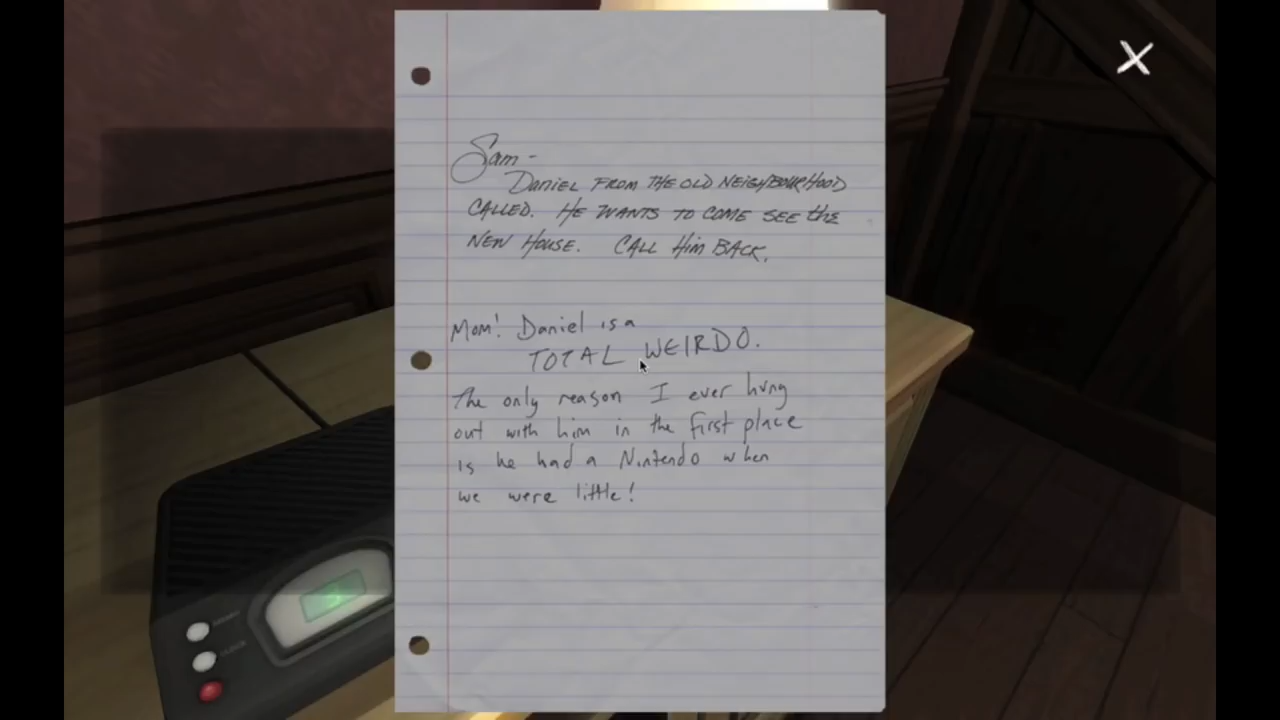 Sam -
DANIEL FROM THE OLD NEIGHBOURHOOD
CALLED. HE WANTS TO COME SEE the
NEW HOUSE. CALL HIM BACK.
Mom! Daniel is a
TOTAL WEIRDO.
The only reason I ever hung
out with him in the first place
is he had a Nintendo when
we were little!